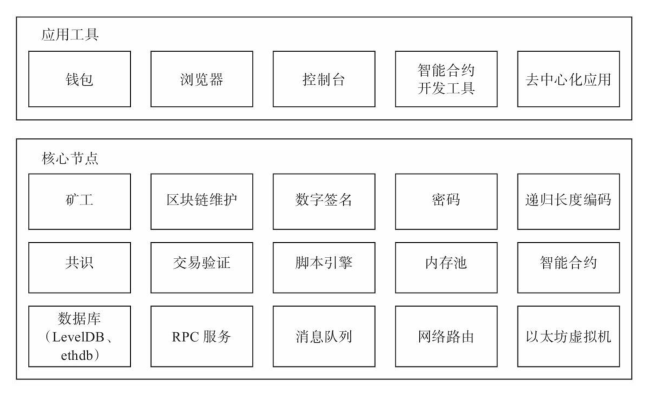 应用工具
钱包
浏览器
控制台
智能合约
开发工具
去中心化应用
核心节点
矿工
区块链维护
数字签名
密码
递归长度编码
共识
交易验证
脚本引擎
内存池
智能合约
数据库
（LevelDB、
ethdb）
RPC 服务
消息队列
网络路由
以太坊虚拟机